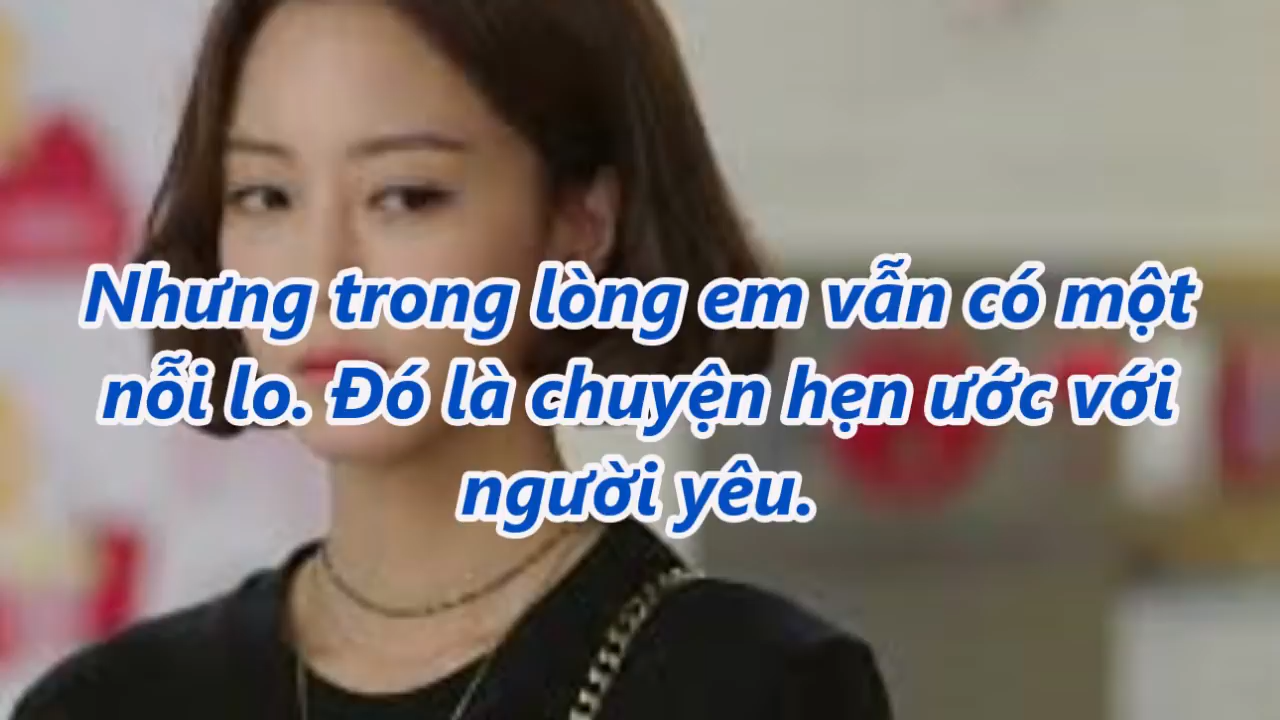 Nhưng trong lòng em vẫn có một
nỗi lo. Đó là chuyện hẹn ước với
người yêu.